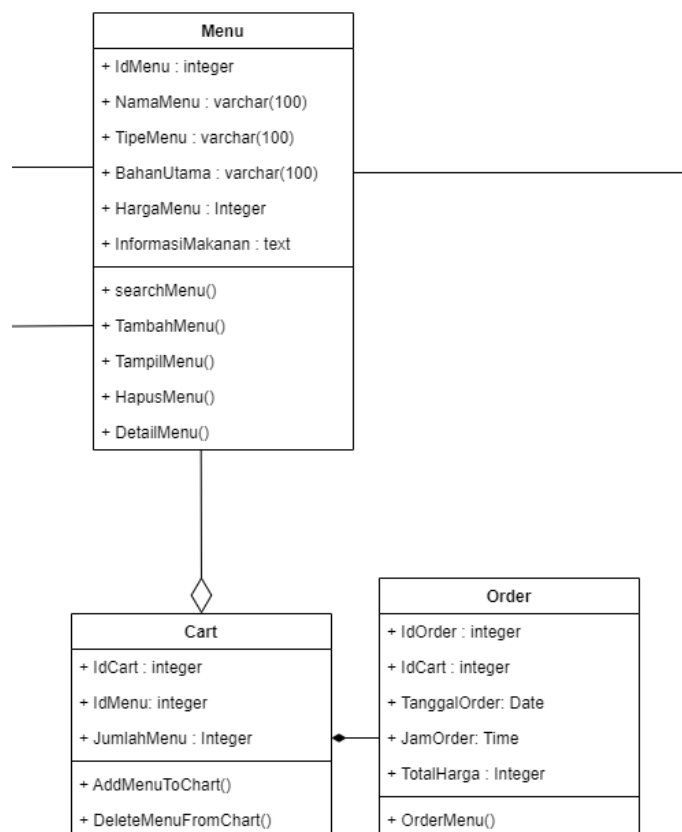 Menu
+ IdMenu : integer
+ NamaMenu : varchar(100)
+ TipeMenu : varchar(100)
+ BahanUtama : varchar(100)
+ HargaMenu : Integer
+ InformasiMakanan : text
+ searchMenu()
+ TambahMenu()
+ TampilMenu()
+ HapusMenu()
+ DetailMenu()
Cart
+ IdCart : integer
+ IdMenu: integer
+ JumlahMenu : Integer
+ AddMenuToChart()
+ DeleteMenuFromChart()
Order
+ IdOrder : integer
+ IdCart : integer
+ TanggalOrder: Date
+ JamOrder: Time
+ TotalHarga : Integer
+ OrderMenu()